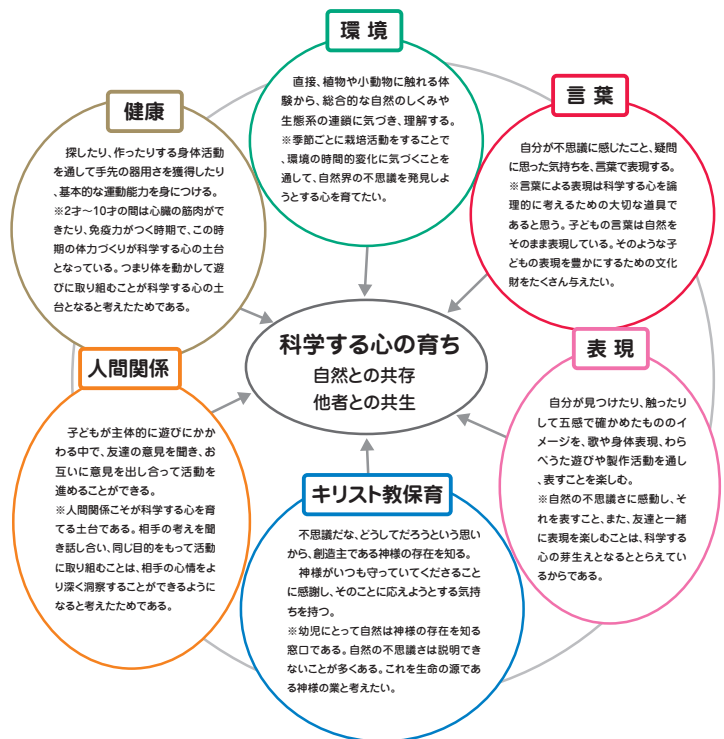 環境
直接、植物や小動物に触れる体
験から、総合的な自然のしくみや
生態系の連鎖に気づき、理解する。
※季節ごとに栽培活動をすることで、
環境の時間的変化に気づくことを
通して、自然界の不思議を発見しよ
うとする心を育てたい。
健康
探したり、作ったりする身体活動
を通して手先の器用さを獲得したり、
基本的な運動能力を身につける。
※2才〜10才の間は心臓の筋肉がで
きたり、免疫力がつく時期で、この時
期の体力づくりが科学する心の土台
となっている。つまり体を動かして遊
びに取り組むことが科学する心の土
台となると考えたためである。
言葉
自分が不思議に感じたこと、疑問
に思った気持ちを、言葉で表現する。
※言葉による表現は科学する心を論
理的に考えるための大切な道具で
あると思う。子どもの言葉は自然を
そのまま表現している。そのような子
どもの表現を豊かにするための文化
財をたくさん与えたい。
科学する心の育ち
自然との共存
他者との共生
人間関係
子どもが主体的に遊びにかか
わる中で、友達の意見を聞き、お
互いに意見を出し合って活動を
進めることができる。
※人間関係こそが科学する心を育
てる土台である。相手の考えを聞
き話し合い、同じ目的をもって活動
に取り組むことは、相手の心情をよ
り深く洞察することができるように
なると考えたためである。
表現
自分が見つけたり、触ったり
して五感で確かめたもののイ
メージを、歌や身体表現、わら
べうた遊びや製作活動を通し
、表すことを楽しむ。
※自然の不思議さに感動し、そ
れを表すこと、また、友達と一緒
に表現を楽しむことは、科学する
心の芽生えとなるととらえてい
るからである。
キリスト教保育
不思議だな、どうしてだろうという思い
から、創造主である神様の存在を知る。
神様がいつも守っていてくださること
に感謝し、そのことに応えようとする気持
ちを持つ。
※幼児にとって自然は神様の存在を知る
窓口である。自然の不思議さは説明でき
ないことが多くある。これを生命の源であ
る神様の業と考えたい。